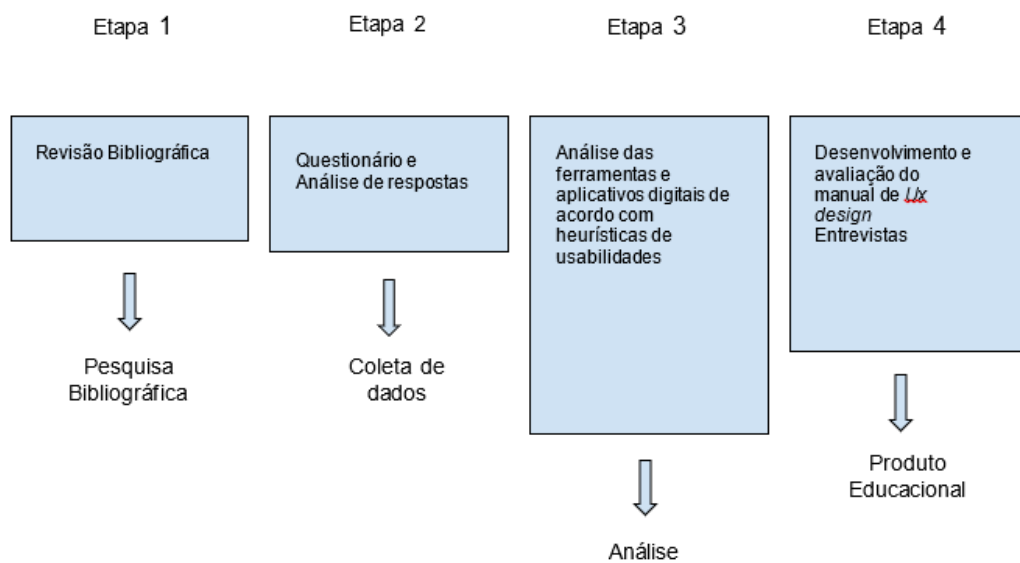 Etapa 1
Etapa 2
Etapa 3
Etapa 4
Revisão Bibliográfica
Questionário e
Análise de respostas
Análise das
ferramentas e
aplicativos digitais de
acordo com
heurísticas de
usabilidades
Desenvolvimento e
avaliação do
manual de Ux
design
Entrevistas
Pesquisa
Bibliográfica
Coleta de
dados
Análise
Produto
Educacional